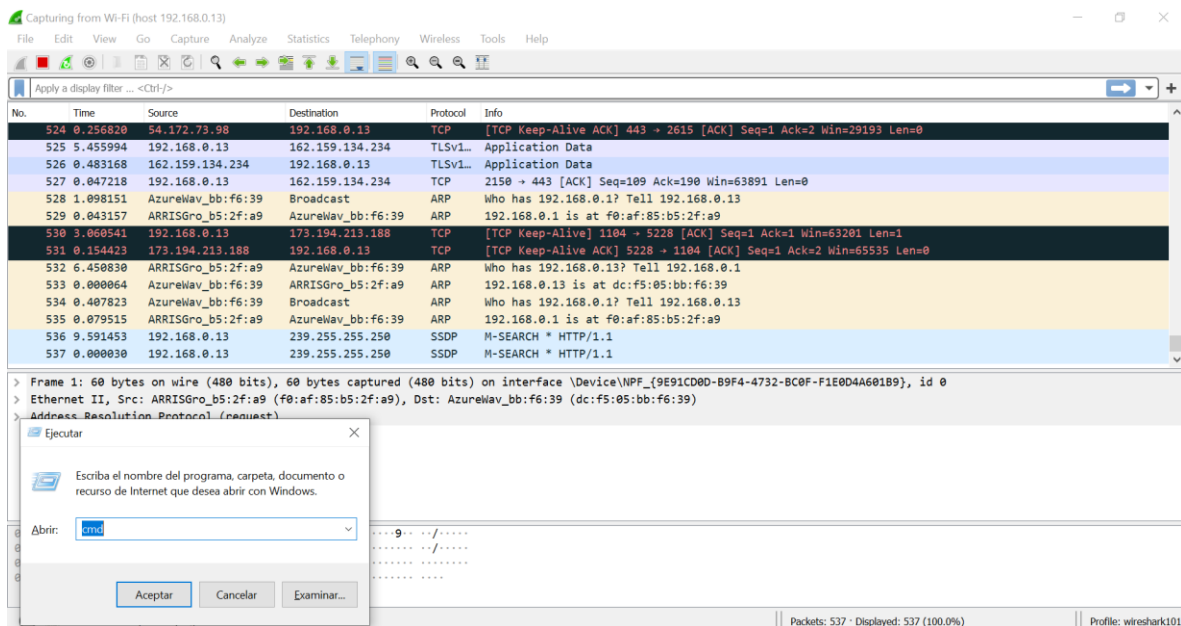 Capturing from Wi-Fi (host 192.168.0.13)
File Edit View Go Capture Analyze Statistics Telephony Wireless Tools Help
Apply a display filter ... <Ctrl-/>
No. Time Source Destination Protocol Info
524 0.256820 54.172.73.98 192.168.0.13 TCP [TCP Keep-Alive ACK] 443 → 2615 [ACK] Seq=1 Ack=2 Win=29193 Len=0
525 5.455994 192.168.0.13 162.159.134.234 TLSv1… Application Data
526 0.483168 162.159.134.234 192.168.0.13 TLSv1… Application Data
527 0.047218 192.168.0.13 162.159.134.234 TCP 2150 → 443 [ACK] Seq=109 Ack=190 Win=63891 Len=0
528 1.098151 AzureWav_bb:f6:39 Broadcast ARP Who has 192.168.0.1? Tell 192.168.0.13
529 0.043157 ARRISGro_b5:2f:a9 AzureWav_bb:f6:39 ARP 192.168.0.1 is at f0:af:85:b5:2f:a9
530 3.060541 192.168.0.13 173.194.213.188 TCP [TCP Keep-Alive] 1104 → 5228 [ACK] Seq=1 Ack=1 Win=63201 Len=1
531 0.154423 173.194.213.188 192.168.0.13 TCP [TCP Keep-Alive ACK] 5228 → 1104 [ACK] Seq=1 Ack=2 Win=65535 Len=0
532 6.450830 ARRISGro_b5:2f:a9 AzureWav_bb:f6:39 ARP Who has 192.168.0.13? Tell 192.168.0.1
533 0.000064 AzureWav_bb:f6:39 ARRISGro_b5:2f:a9 ARP 192.168.0.13 is at dc:f5:05:bb:f6:39
534 0.407823 AzureWav_bb:f6:39 Broadcast ARP Who has 192.168.0.1? Tell 192.168.0.13
535 0.079515 ARRISGro_b5:2f:a9 AzureWav_bb:f6:39 ARP 192.168.0.1 is at f0:af:85:b5:2f:a9
536 9.591453 192.168.0.13 239.255.255.250 SSDP M-SEARCH * HTTP/1.1
537 0.000030 192.168.0.13 239.255.255.250 SSDP M-SEARCH * HTTP/1.1
> Frame 1: 60 bytes on wire (480 bits), 60 bytes captured (480 bits) on interface \Device\NPF_{9E91CD0D-B9F4-4732-BC0F-F1E0D4A601B9}, id 0
> Ethernet II, Src: ARRISGro_b5:2f:a9 (f0:af:85:b5:2f:a9), Dst: AzureWav_bb:f6:39 (dc:f5:05:bb:f6:39)
> Address Resolution Protocol (request)
Ejecutar
Escriba el nombre del programa, carpeta, documento o
recurso de Internet que desea abrir con Windows.
Abrir: cmd
Aceptar Cancelar Examinar...
····9·· ··/·····
······· ··/·····
······· ········
······· ····
Packets: 537 · Displayed: 537 (100.0%) Profile: wireshark101